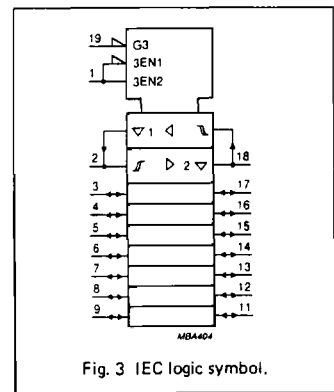 19 G3
3EN1
1 3EN2
▽ 1 ◁
2 ▷ 2 ▽ 18
3 17
4 16
5 15
6 14
7 13
8 12
9 11
MBA404
Fig. 3 IEC logic symbol.